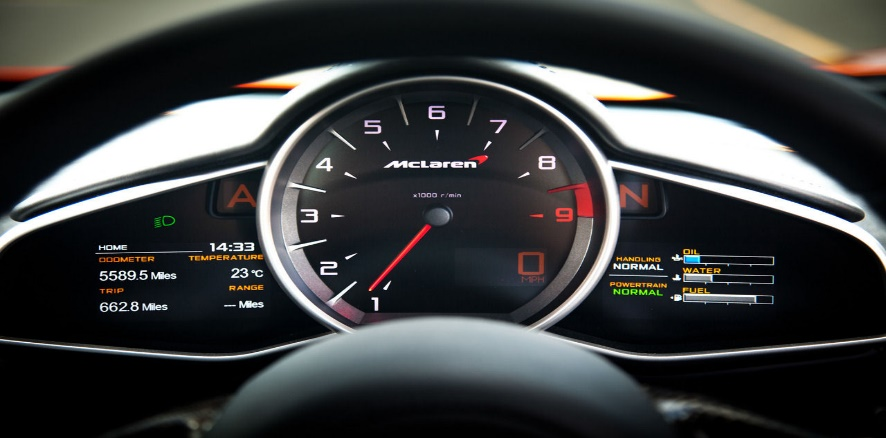 McLaren
x1000 r/min
1
2
3
4
5
6
7
8
9
0
MPH
A
N
HOME 14:33
ODOMETER TEMPERATURE
5589.5 Miles 23 °C
TRIP RANGE
662.8 Miles --- Miles
HANDLING
NORMAL
POWERTRAIN
NORMAL
OIL
WATER
FUEL